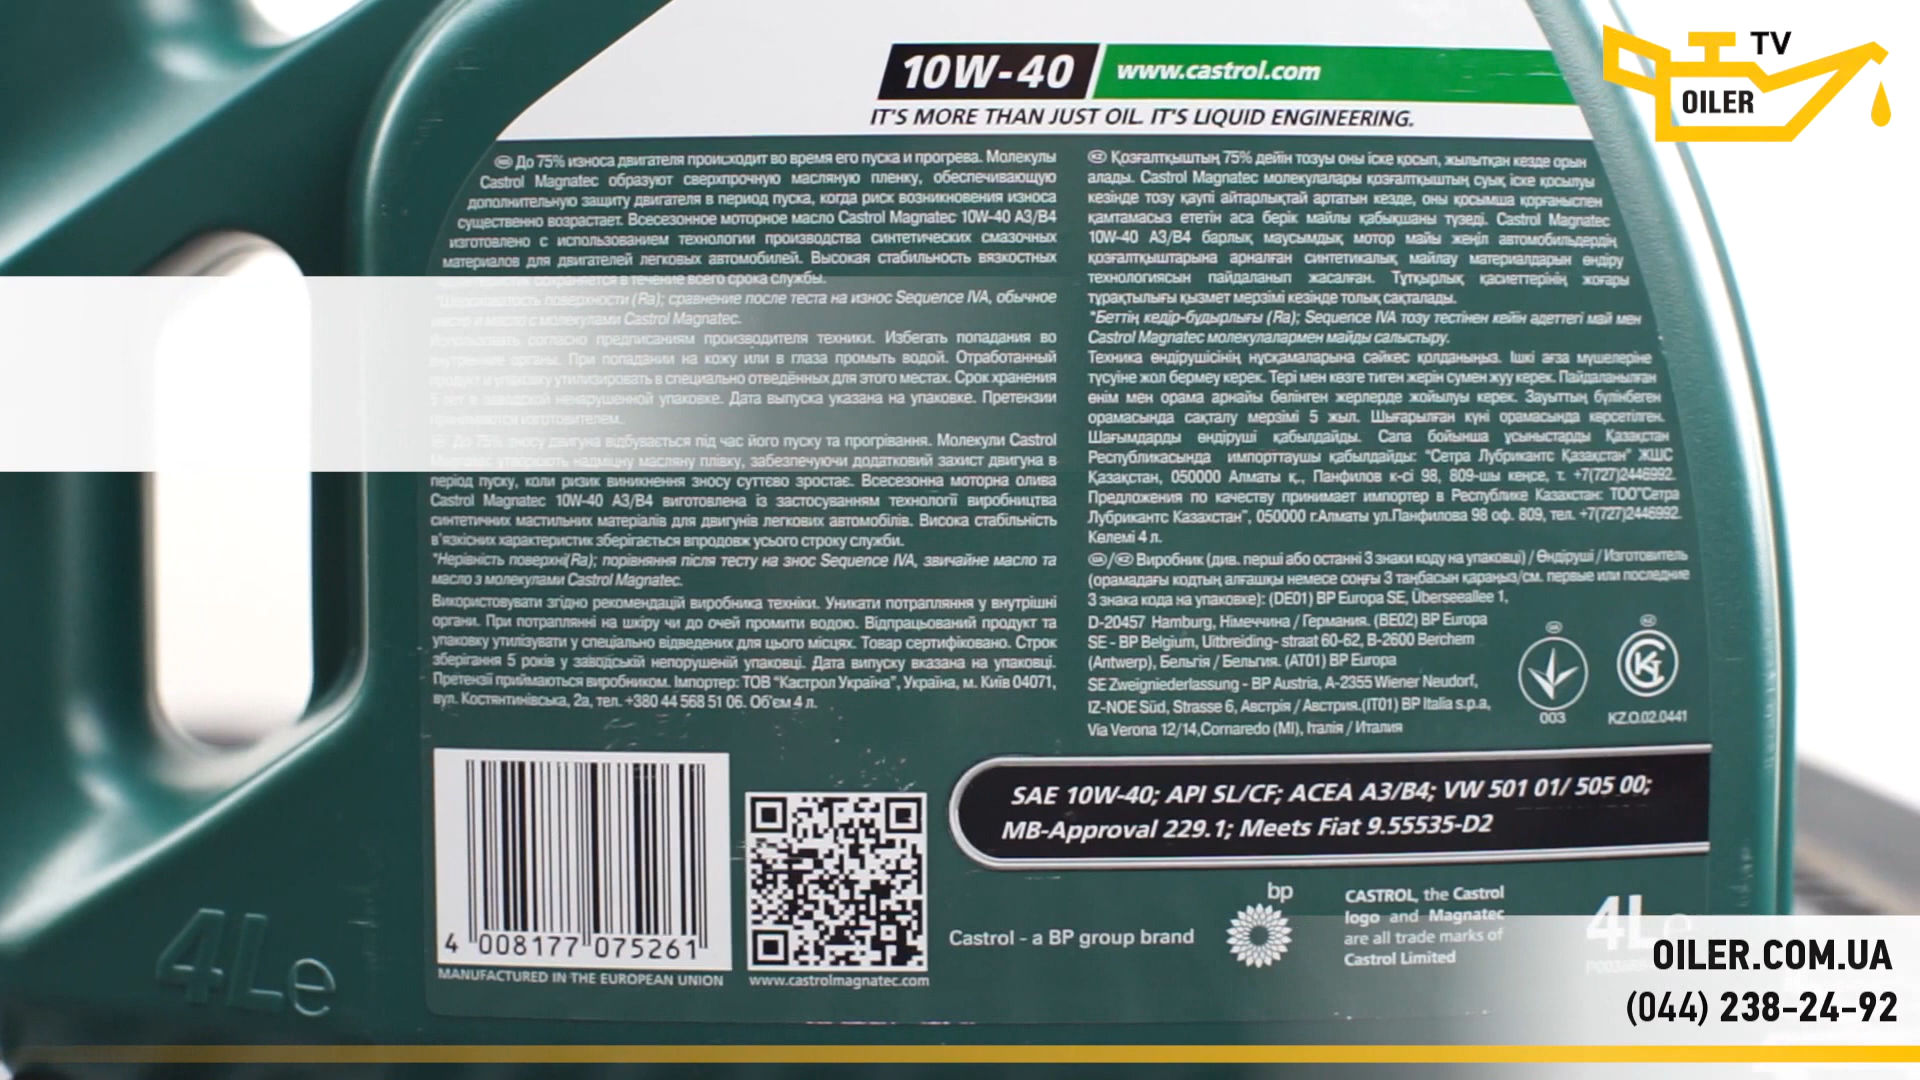 TV
OILER
10W-40 www.castrol.com
IT'S MORE THAN JUST OIL. IT'S LIQUID ENGINEERING.
До 75% износа двигателя происходит во время его пуска и прогрева. Молекулы
Castrol Magnatec образуют сверхпрочную масляную пленку, обеспечивающую
дополнительную защиту двигателя в период пуска, когда риск возникновения износа
существенно возрастает. Всесезонное моторное масло Castrol Magnatec 10W-40 A3/B4
изготовлено с использованием технологии производства синтетических смазочных
материалов для двигателей легковых автомобилей. Высокая стабильность вязкостных
характеристик сохраняется в течение всего срока службы.
*Шероховатость поверхности (Ra); сравнение после теста на износ Sequence IVA, обычное
масло и масло с молекулами Castrol Magnatec.
Использовать согласно предписаниям производителя техники. Избегать попадания во
внутренние органы. При попадании на кожу или в глаза промыть водой. Отработанный
продукт и упаковку утилизировать в специально отведённых для этого местах. Срок хранения
5 лет в заводской ненарушенной упаковке. Дата выпуска указана на упаковке. Претензии
принимаются изготовителем.
До 75% зносу двигуна відбувається під час його пуску та прогрівання. Молекули Castrol
Magnatec утворюють надміцну масляну плівку, забезпечуючи додатковий захист двигуна в
період пуску, коли ризик виникнення зносу суттєво зростає. Всесезонна моторна олива
Castrol Magnatec 10W-40 A3/B4 виготовлена із застосуванням технології виробництва
синтетичних мастильних матеріалів для двигунів легкових автомобілів. Висока стабільність
в'язкісних характеристик зберігається впродовж усього строку служби.
*Нерівність поверхні(Ra); порівняння після тесту на знос Sequence IVA, звичайне масло та
масло з молекулами Castrol Magnatec.
Використовувати згідно рекомендацій виробника техніки. Уникати потрапляння у внутрішні
органи. При потраплянні на шкіру чи до очей промити водою. Відпрацьований продукт та
упаковку утилізувати у спеціально відведених для цього місцях. Товар сертифіковано. Строк
зберігання 5 років у заводській непорушеній упаковці. Дата випуску вказана на упаковці.
Претензії приймаються виробником. Імпортер: ТОВ "Кастрол Україна", Україна, м. Київ 04071,
вул. Костянтинівська, 2а, тел. +380 44 568 51 06. Об'єм 4 л.
KZ Қозғалтқыштың 75% дейін тозуы оны іске қосып, жылытқан кезде орын
алады. Castrol Magnatec молекулалары қозғалтқыштың суық іске қосылуы
кезінде тозу қаупі айтарлықтай артатын кезде, оны қосымша қорғаныспен
қамтамасыз ететін аса берік майлы қабықшаны түзеді. Castrol Magnatec
10W-40 A3/B4 барлық маусымдық мотор майы жеңіл автомобильдердің
қозғалтқыштарына арналған синтетикалық майлау материалдарын өндіру
технологиясын пайдаланып жасалған. Тұтқырлық қасиеттерінің жоғары
тұрақтылығы қызмет мерзімі кезінде толық сақталады.
*Беттің кедір-бұдырлығы (Ra); Sequence IVA тозу тестінен кейін әдеттегі май мен
Castrol Magnatec молекулалармен майды салыстыру.
Техника өндірушісінің нұсқамаларына сәйкес қолданыңыз. Ішкі ағза мүшелеріне
түсуіне жол бермеу керек. Тері мен көзге тиген жерін сумен жуу керек. Пайдаланылған
өнім мен орама арнайы бөлінген жерлерде жойылуы керек. Зауыттың бүлінбеген
орамасында сақталу мерзімі 5 жыл. Шығарылған күні орамасында көрсетілген.
Шағымдарды өндіруші қабылдайды. Сапа бойынша ұсыныстарды Қазақстан
Республикасында импорттаушы қабылдайды: "Сетра Лубрикантс Қазақстан" ЖШС
Қазақстан, 050000 Алматы қ., Панфилов к-сі 98, 809-шы кеңсе, т. +7(727)2446992.
Предложения по качеству принимает импортер в Республике Казахстан: ТОО"Сетра
Лубрикантс Казахстан", 050000 г.Алматы ул.Панфилова 98 оф. 809, тел. +7(727)2446992.
Көлемі 4 л.
UA/KZ Виробник (див. перші або останні 3 знаки коду на упаковці) / Өндіруші / Изготовитель
(орамадағы кодтың алғашқы немесе соңғы 3 таңбасын қараңыз/см. первые или последние
3 знака кода на упаковке): (DE01) BP Europa SE, Überseeallee 1,
D-20457 Hamburg, Німеччина / Германия. (BE02) BP Europa
SE - BP Belgium, Uitbreiding- straat 60-62, B-2600 Berchem
(Antwerp), Бельгія / Бельгия. (AT01) BP Europa
SE Zweigniederlassung - BP Austria, A-2355 Wiener Neudorf,
IZ-NOE Süd, Strasse 6, Австрія / Австрия.(IT01) BP Italia s.p.a.,
Via Verona 12/14,Cornaredo (MI), Італія / Италия
003
KZ.O.02.0441
SAE 10W-40; API SL/CF; ACEA A3/B4; VW 501 01/ 505 00;
MB-Approval 229.1; Meets Fiat 9.55535-D2
4 008177 075261
MANUFACTURED IN THE EUROPEAN UNION
www.castrolmagnatec.com
Castrol - a BP group brand
bp
CASTROL, the Castrol
logo and Magnatec
are all trade marks of
Castrol Limited
4L e
4Le
OILER.COM.UA
(044) 238-24-92